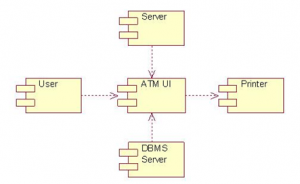 Server
User
ATM UI
Printer
DBMS
Server